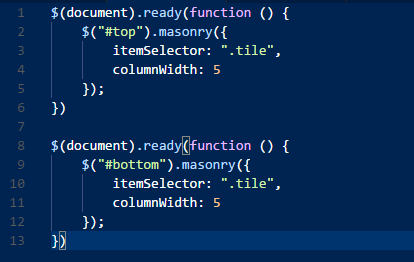 1 $(document).ready(function () {
2     $("#top").masonry({
3         itemSelector: ".tile",
4         columnWidth: 5
5     });
6 })
7
8 $(document).ready(function () {
9     $("#bottom").masonry({
10         itemSelector: ".tile",
11         columnWidth: 5
12     });
13 })